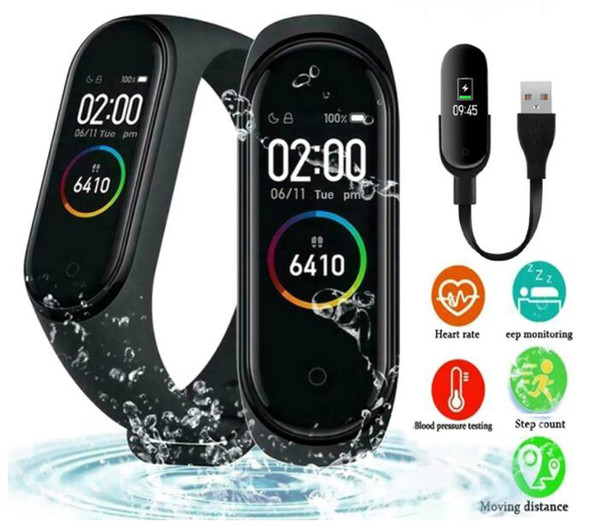 100%
02:00
06/11 Tue pm
6410
100%
02:00
06/11 Tue pm
6410
09:45
z Z Z
Heart rate
eep monitoring
Blood pressure testing
Step count
Moving distance